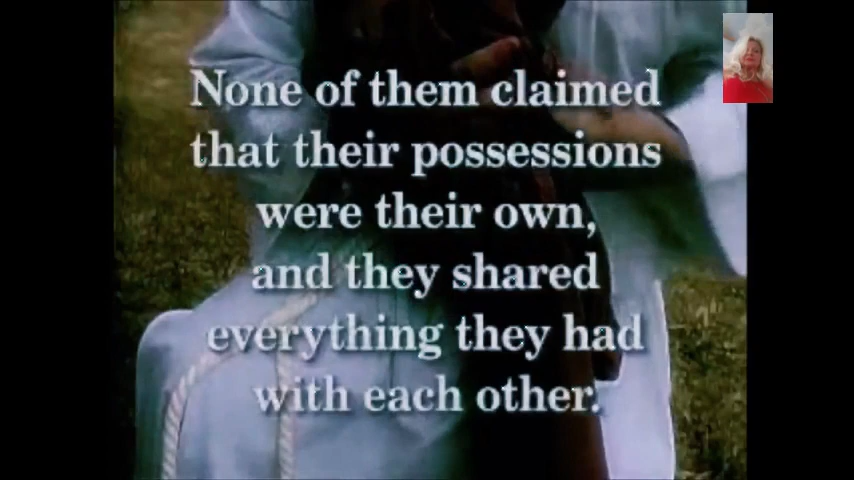 None of them claimed
that their possessions
were their own,
and they shared
everything they had
with each other.